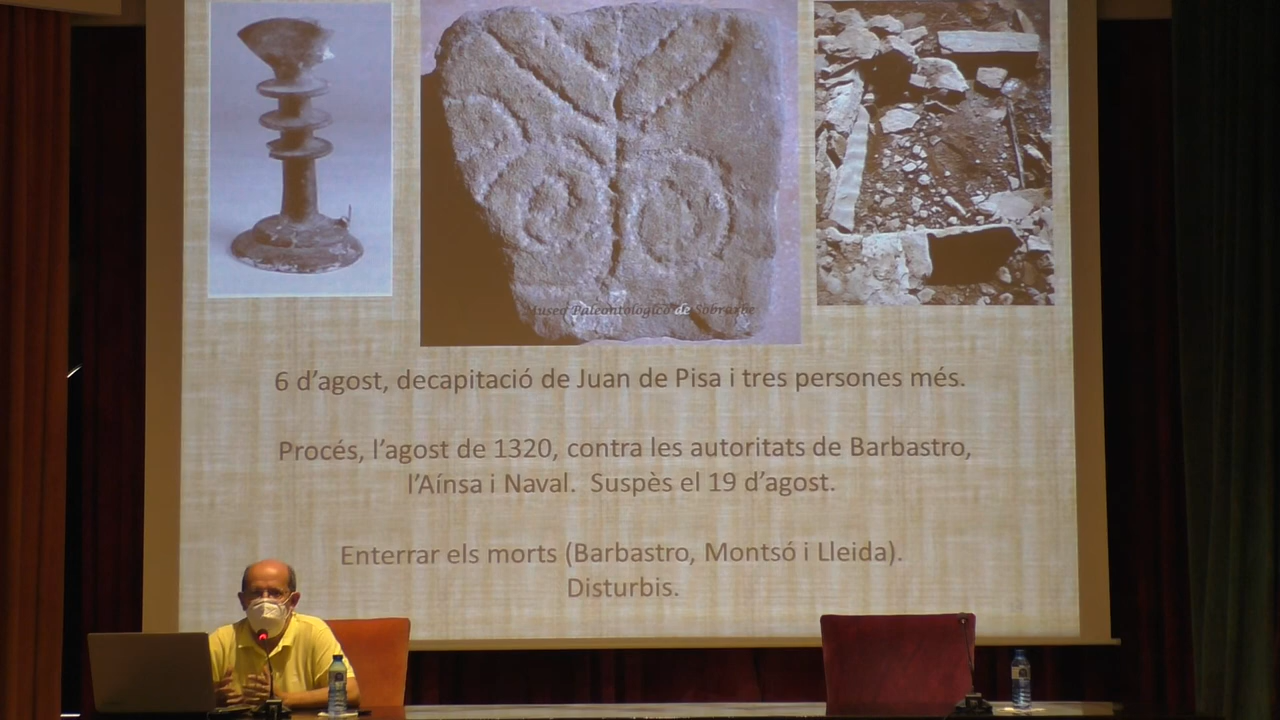 Museo Paleontológico de Sobrarbe
6 d’agost, decapitació de Juan de Pisa i tres persones més.
Procés, l’agost de 1320, contra les autoritats de Barbastro,
l’Aínsa i Naval. Suspès el 19 d’agost.
Enterrar els morts (Barbastro, Montsó i Lleida).
Disturbis.